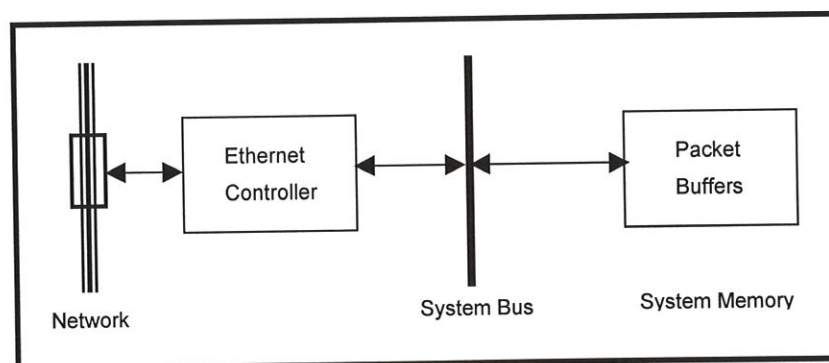 Ethernet
Controller
Packet
Buffers
Network
System Bus
System Memory